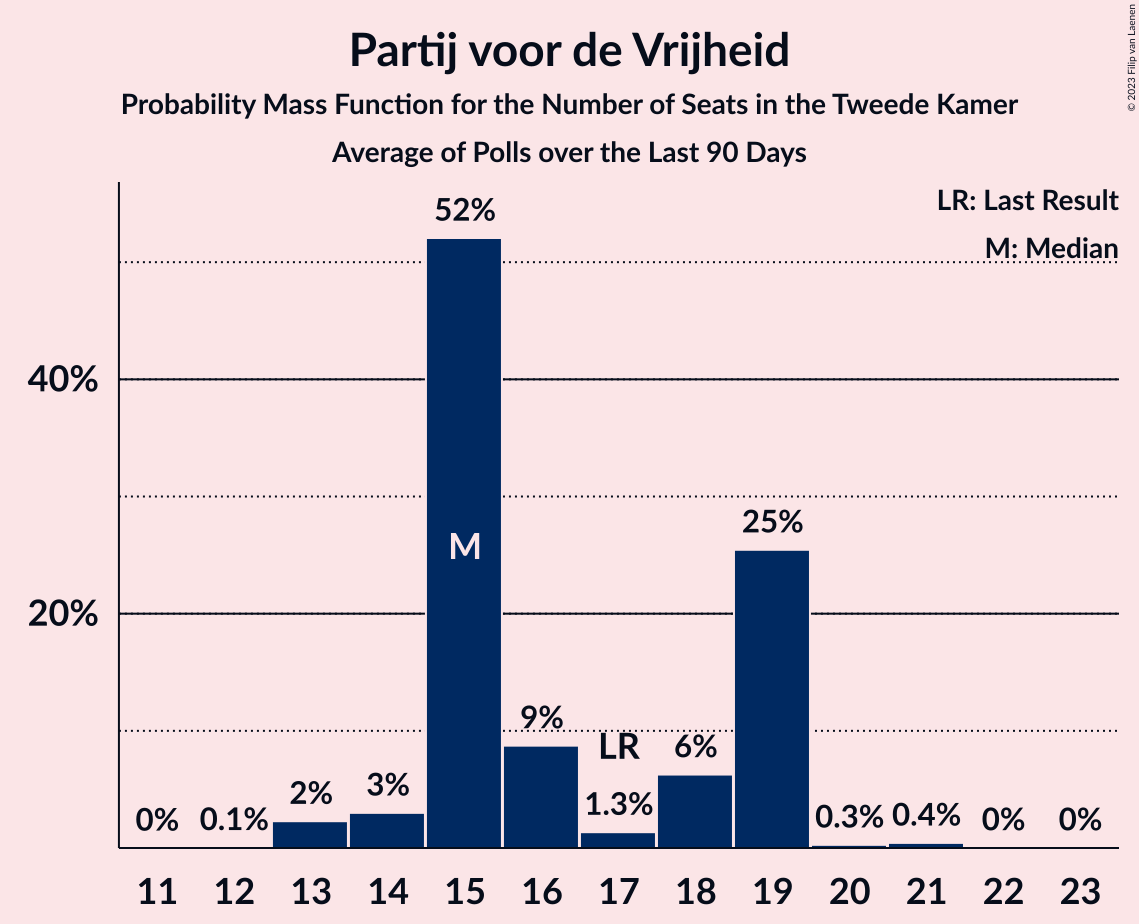 Partij voor de Vrijheid
Probability Mass Function for the Number of Seats in the Tweede Kamer
Average of Polls over the Last 90 Days
© 2023 Filip van Laenen
LR: Last Result
M: Median
40%
20%
0%
0.1%
2%
3%
52%
M
9%
LR
1.3%
6%
25%
0.3%
0.4%
0%
0%
11 12 13 14 15 16 17 18 19 20 21 22 23